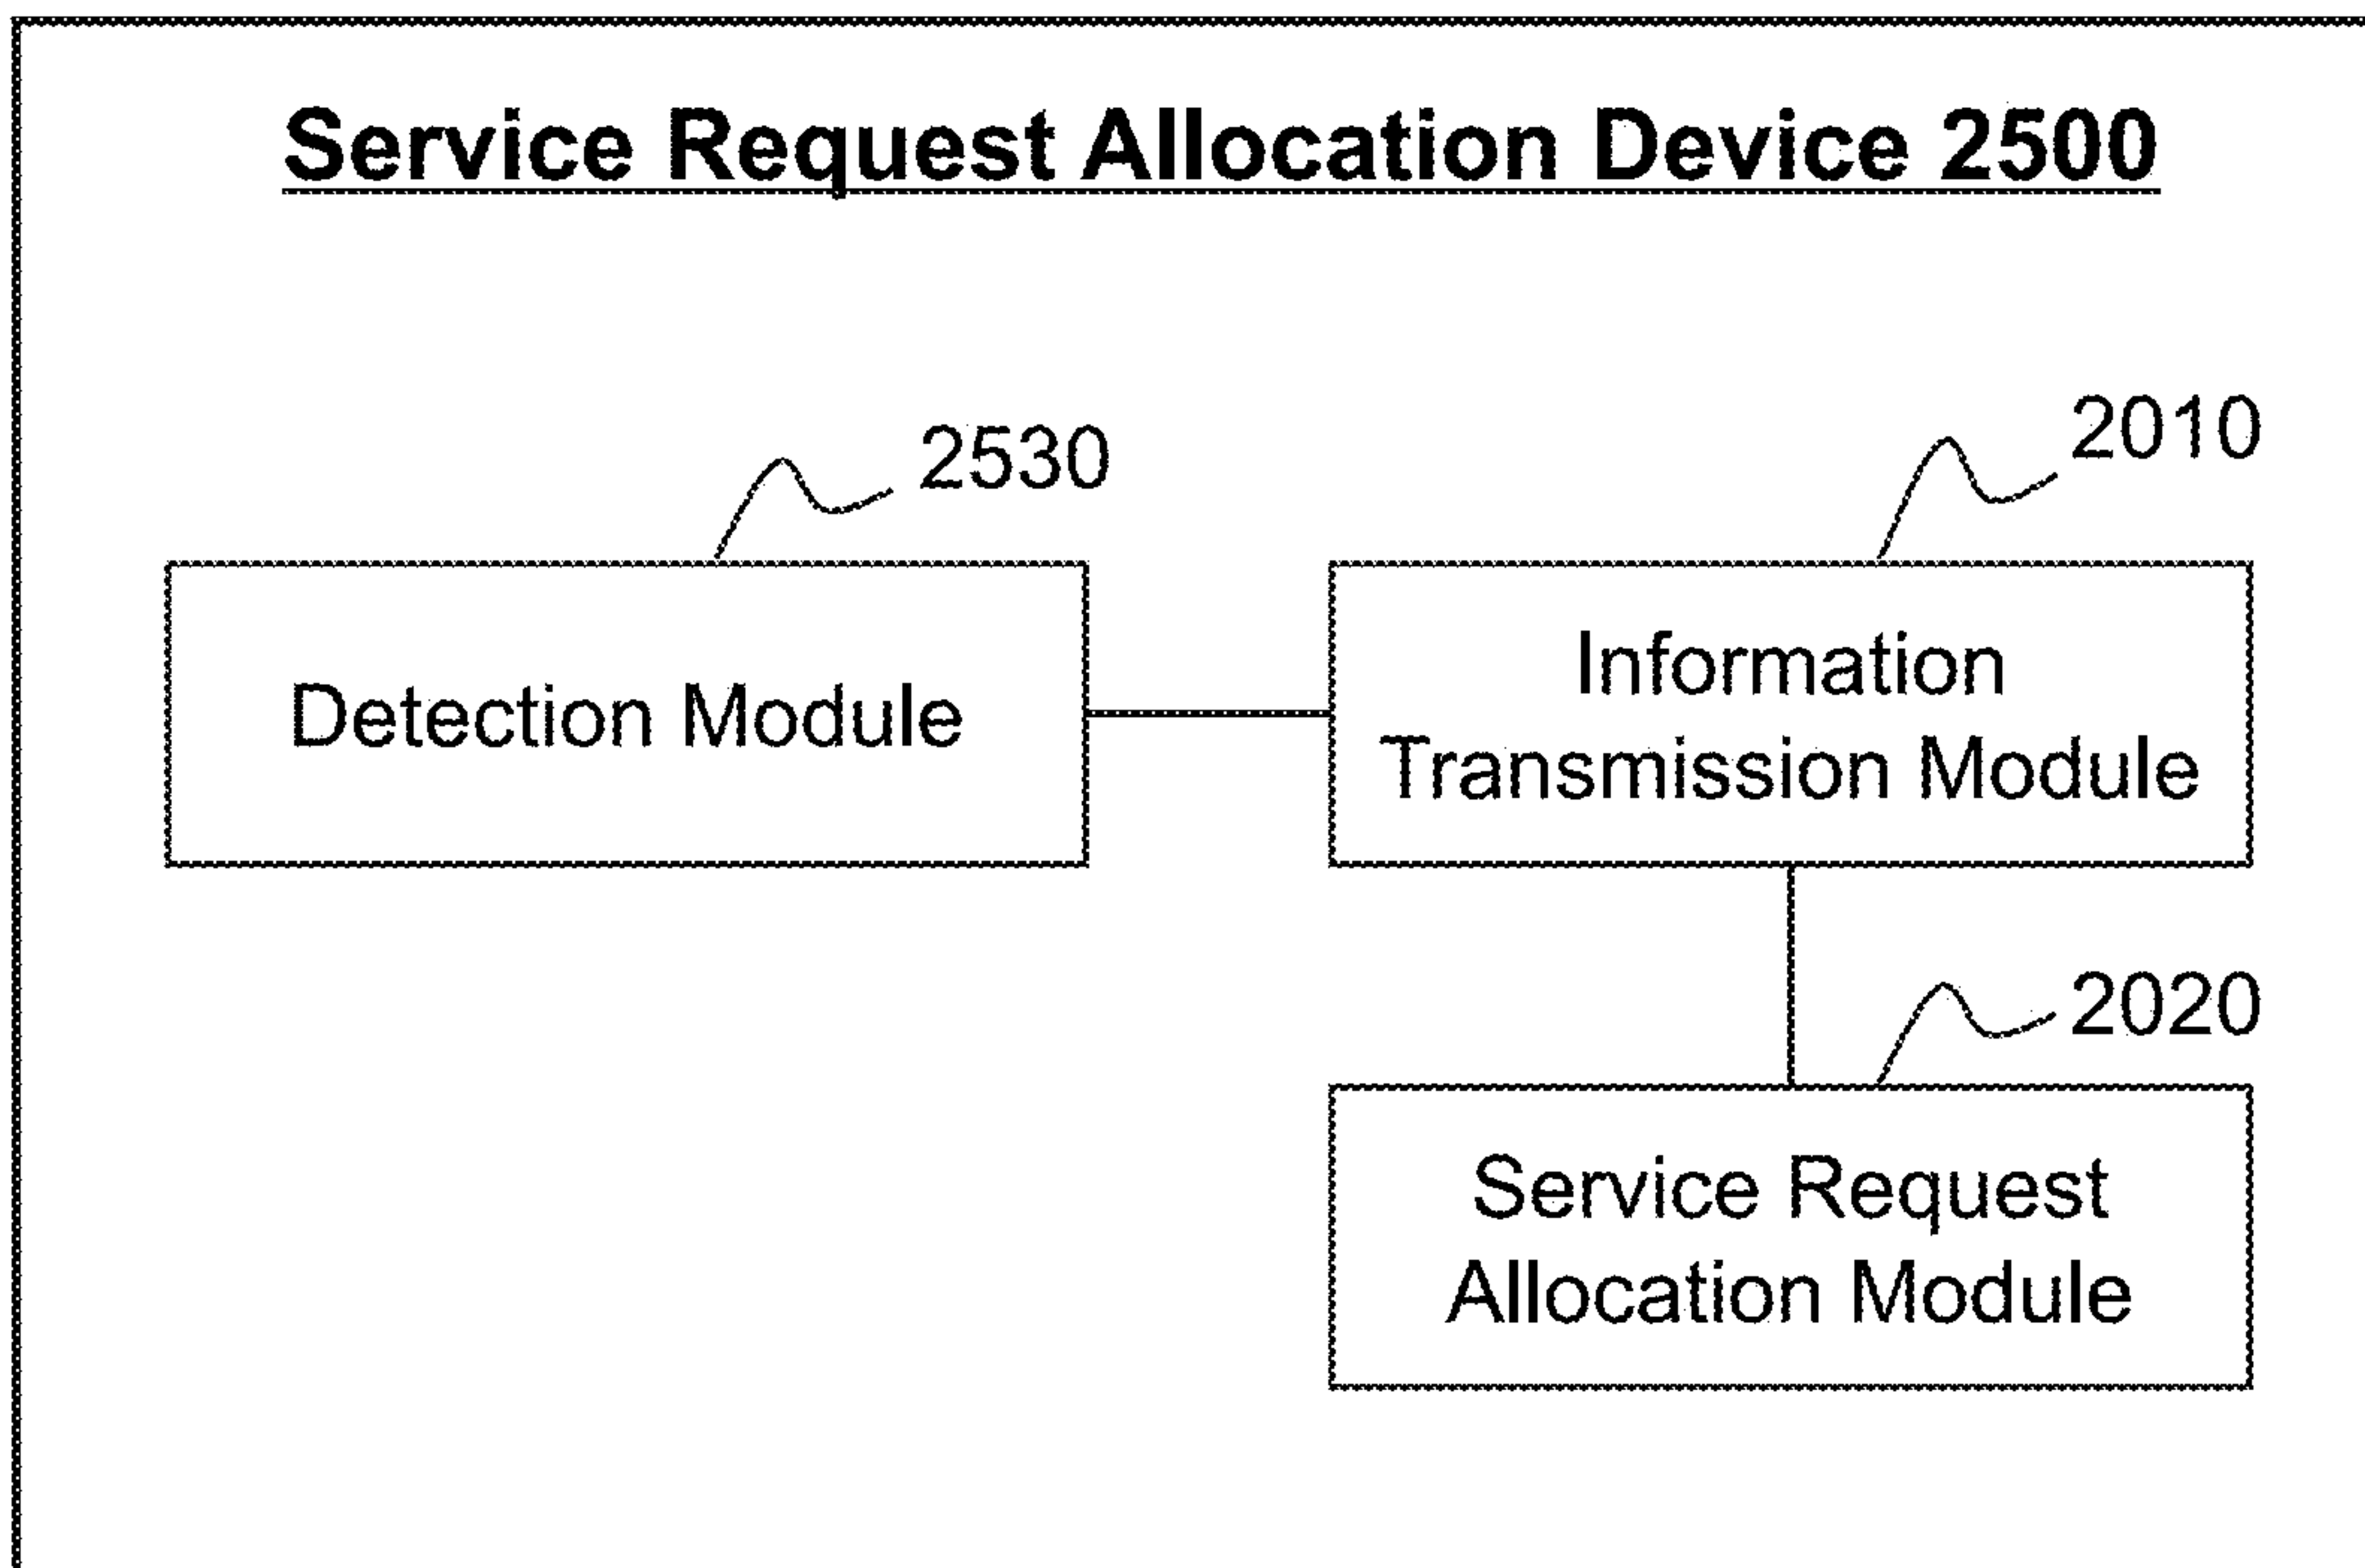 Service Request Allocation Device 2500
2530
2010
Detection Module
Information
Transmission Module
2020
Service Request
Allocation Module